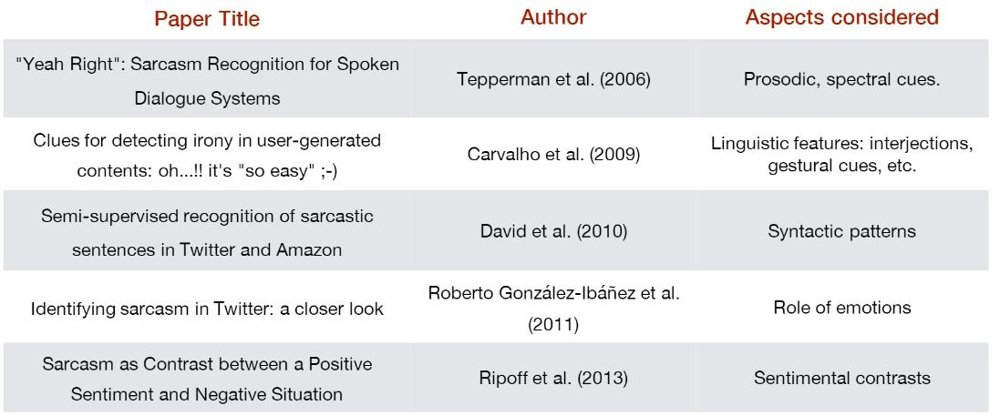 Paper Title
Author
Aspects considered
"Yeah Right": Sarcasm Recognition for Spoken
Dialogue Systems
Tepperman et al. (2006)
Prosodic, spectral cues.
Clues for detecting irony in user-generated
contents: oh...!! it's "so easy" ;-)
Carvalho et al. (2009)
Linguistic features: interjections,
gestural cues, etc.
Semi-supervised recognition of sarcastic
sentences in Twitter and Amazon
David et al. (2010)
Syntactic patterns
Identifying sarcasm in Twitter: a closer look
Roberto González-Ibáñez et al.
(2011)
Role of emotions
Sarcasm as Contrast between a Positive
Sentiment and Negative Situation
Ripoff et al. (2013)
Sentimental contrasts